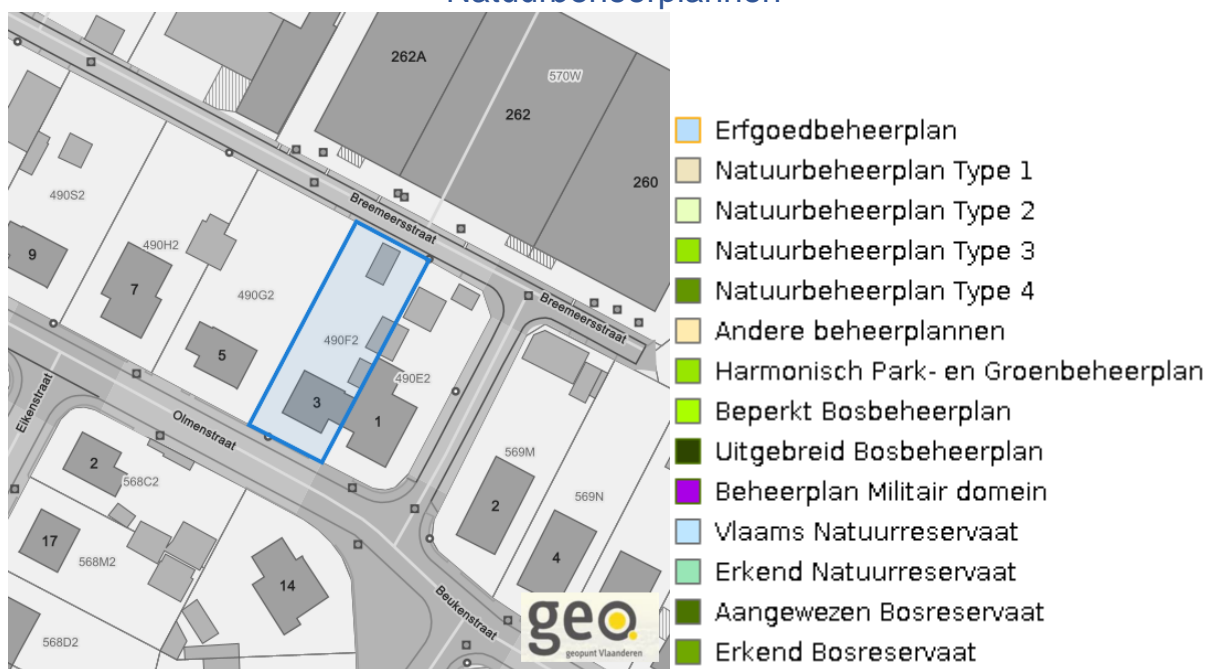 Natuurbeheerplannen
262A
570W
262
260
490S2
Breemeersstraat
9
490H2
7
490G2
Breemeersstraat
490F2
5
490E2
3
1
Eikenstraat
Olmenstraat
2
568C2
569M
2
569N
17
568M2
4
14
Beukenstraat
568D2
geo.
geopunt Vlaanderen
Erfgoedbeheerplan
Natuurbeheerplan Type 1
Natuurbeheerplan Type 2
Natuurbeheerplan Type 3
Natuurbeheerplan Type 4
Andere beheerplannen
Harmonisch Park- en Groenbeheerplan
Beperkt Bosbeheerplan
Uitgebreid Bosbeheerplan
Beheerplan Militair domein
Vlaams Natuurreservaat
Erkend Natuurreservaat
Aangewezen Bosreservaat
Erkend Bosreservaat